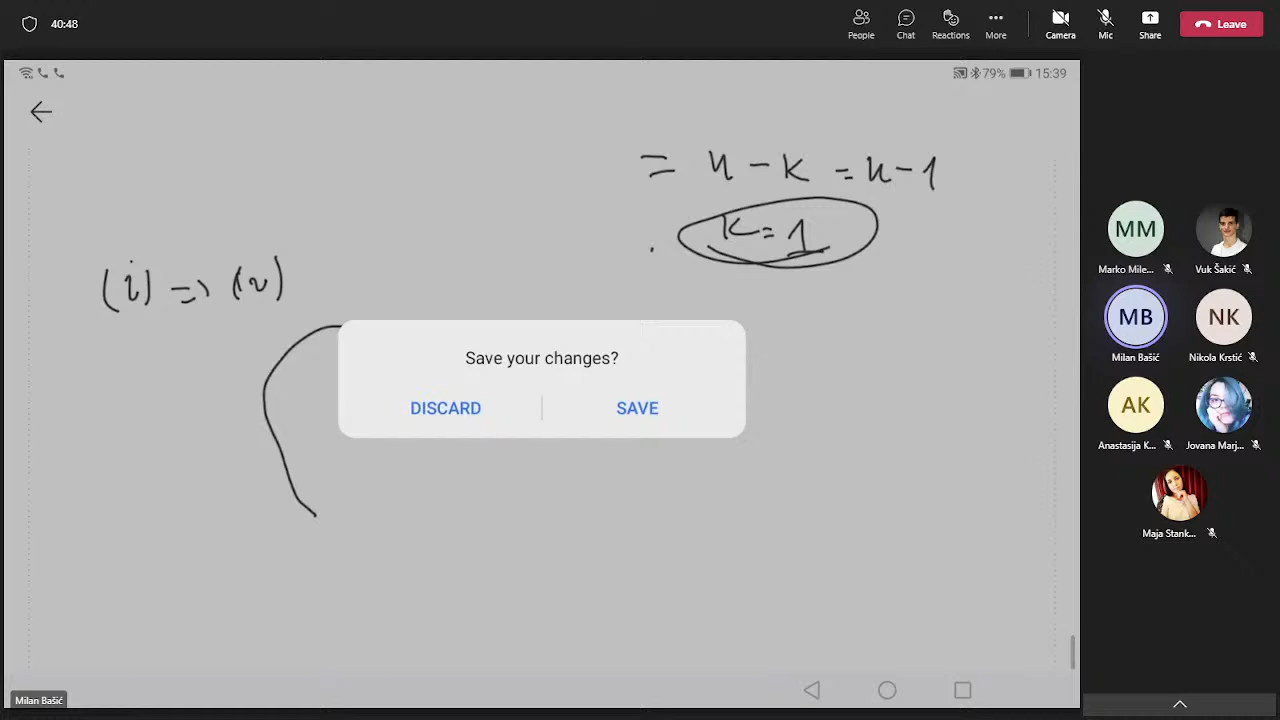 40:48
People
Chat
Reactions
More
Camera
Mic
Share
Leave
79%
15:39
= n - k = n - 1
k = 1
(i) => (ii)
Save your changes?
DISCARD
SAVE
MM
Marko Mile...
Vuk Šakić
MB
Milan Bašić
NK
Nikola Krstić
AK
Anastasija K...
Jovana Marj...
Maja Stank...
Milan Bašić